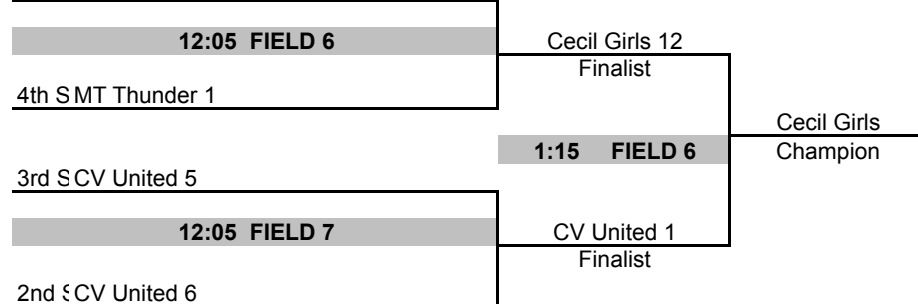 12:05 FIELD 6
Cecil Girls 12
Finalist
4th S MT Thunder 1
Cecil Girls
1:15 FIELD 6
Champion
3rd S CV United 5
12:05 FIELD 7
CV United 1
Finalist
2nd S CV United 6